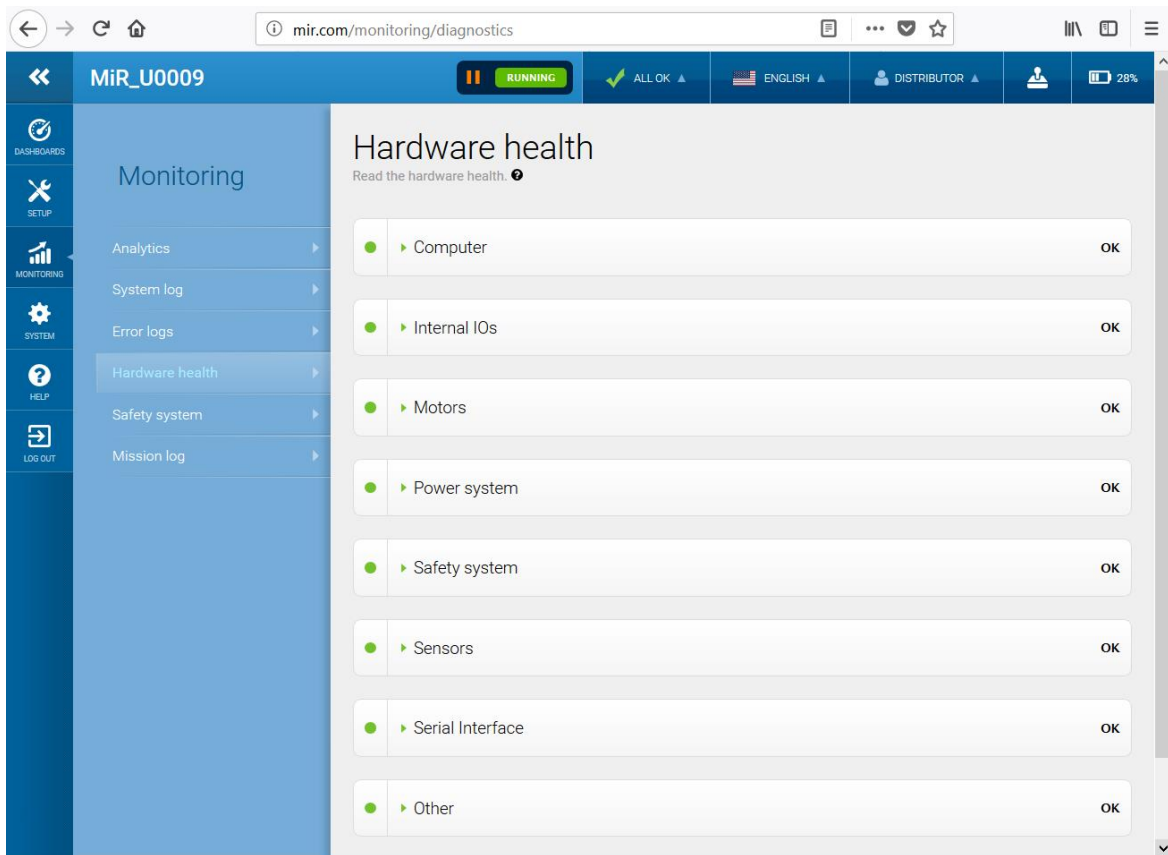 mir.com/monitoring/diagnostics
MiR_U0009
RUNNING
ALL OK
ENGLISH
DISTRIBUTOR
28%
DASHBOARDS
SETUP
MONITORING
SYSTEM
HELP
LOG OUT
Monitoring
Analytics
System log
Error logs
Hardware health
Safety system
Mission log
Hardware health
Read the hardware health. ?
Computer OK
Internal IOs OK
Motors OK
Power system OK
Safety system OK
Sensors OK
Serial Interface OK
Other OK